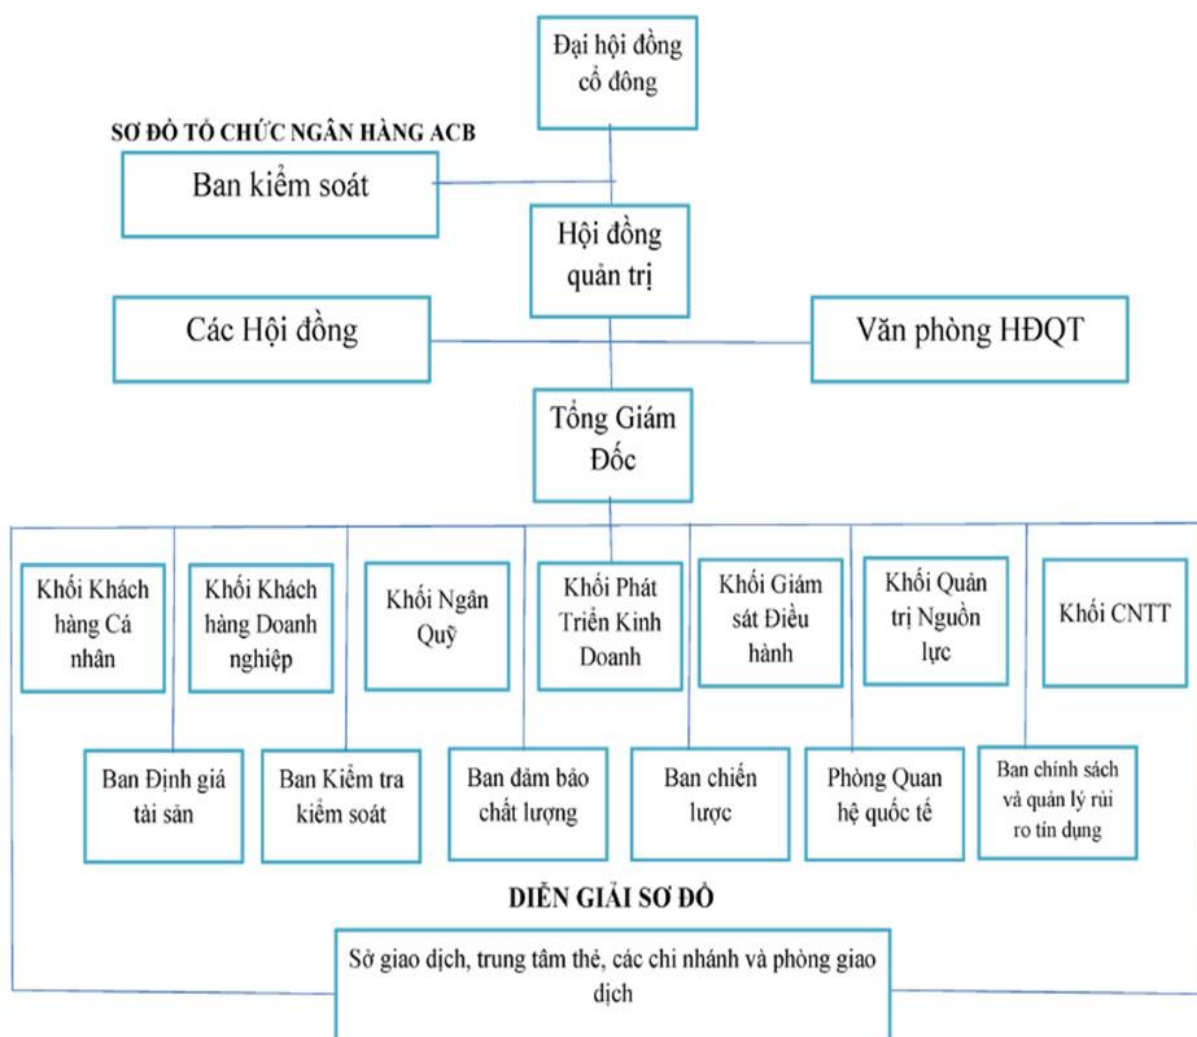 Đại hội đồng
cổ đông
SƠ ĐỒ TỔ CHỨC NGÂN HÀNG ACB
Ban kiểm soát
Hội đồng
quản trị
Các Hội đồng
Văn phòng HĐQT
Tổng Giám
Đốc
Khối Khách
hàng Cá
nhân
Khối Khách
hàng Doanh
nghiệp
Khối Ngân
Quỹ
Khối Phát
Triển Kinh
Doanh
Khối Giám
sát Điều
hành
Khối Quản
trị Nguồn
lực
Khối CNTT
Ban Định giá
tài sản
Ban Kiểm tra
kiểm soát
Ban đảm bảo
chất lượng
Ban chiến
lược
Phòng Quan
hệ quốc tế
Ban chính sách
và quản lý rủi
ro tín dụng
DIỄN GIẢI SƠ ĐỒ
Sở giao dịch, trung tâm thẻ, các chi nhánh và phòng giao
dịch